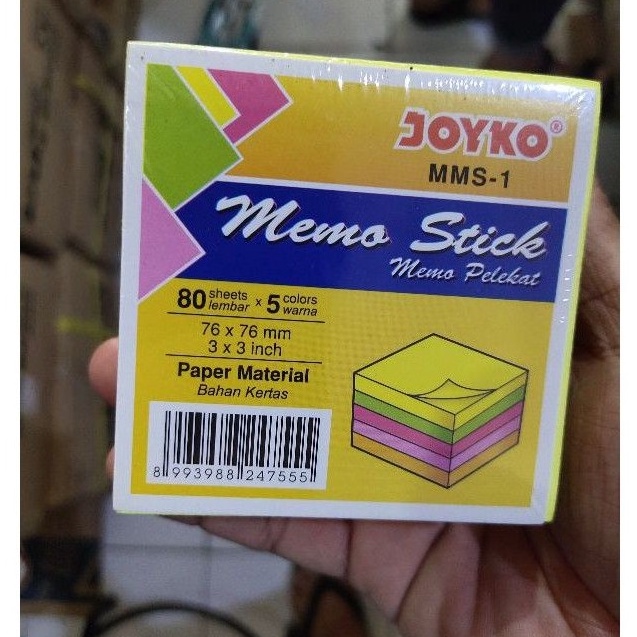 JOYKO®
MMS-1
Memo Stick
Memo Pelekat
80 sheets lembar x 5 colors warna
76 x 76 mm
3 x 3 inch
Paper Material
Bahan Kertas
8 993988 247555